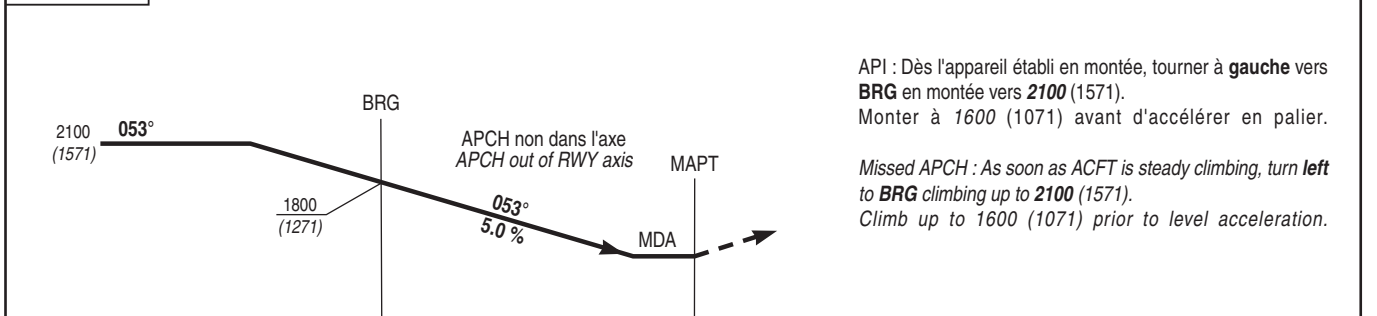 BRG
2100
(1571)
053°
1800
(1271)
APCH non dans l'axe
APCH out of RWY axis
053°
5.0 %
MDA
MAPT
API : Dès l'appareil établi en montée, tourner à gauche vers
BRG en montée vers 2100 (1571).
Monter à 1600 (1071) avant d'accélérer en palier.
Missed APCH : As soon as ACFT is steady climbing, turn left
to BRG climbing up to 2100 (1571).
Climb up to 1600 (1071) prior to level acceleration.